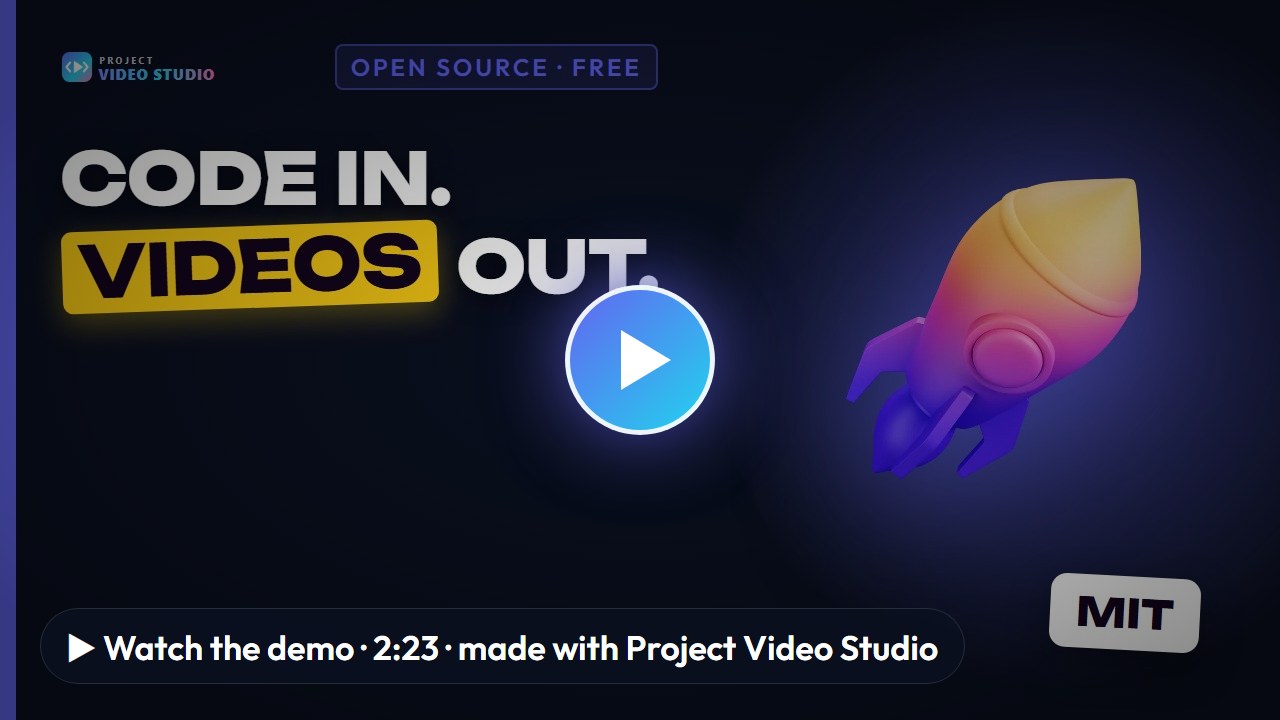 PROJECT
VIDEO STUDIO
OPEN SOURCE · FREE
CODE IN.
VIDEOS OUT.
▶ Watch the demo · 2:23 · made with Project Video Studio
MIT